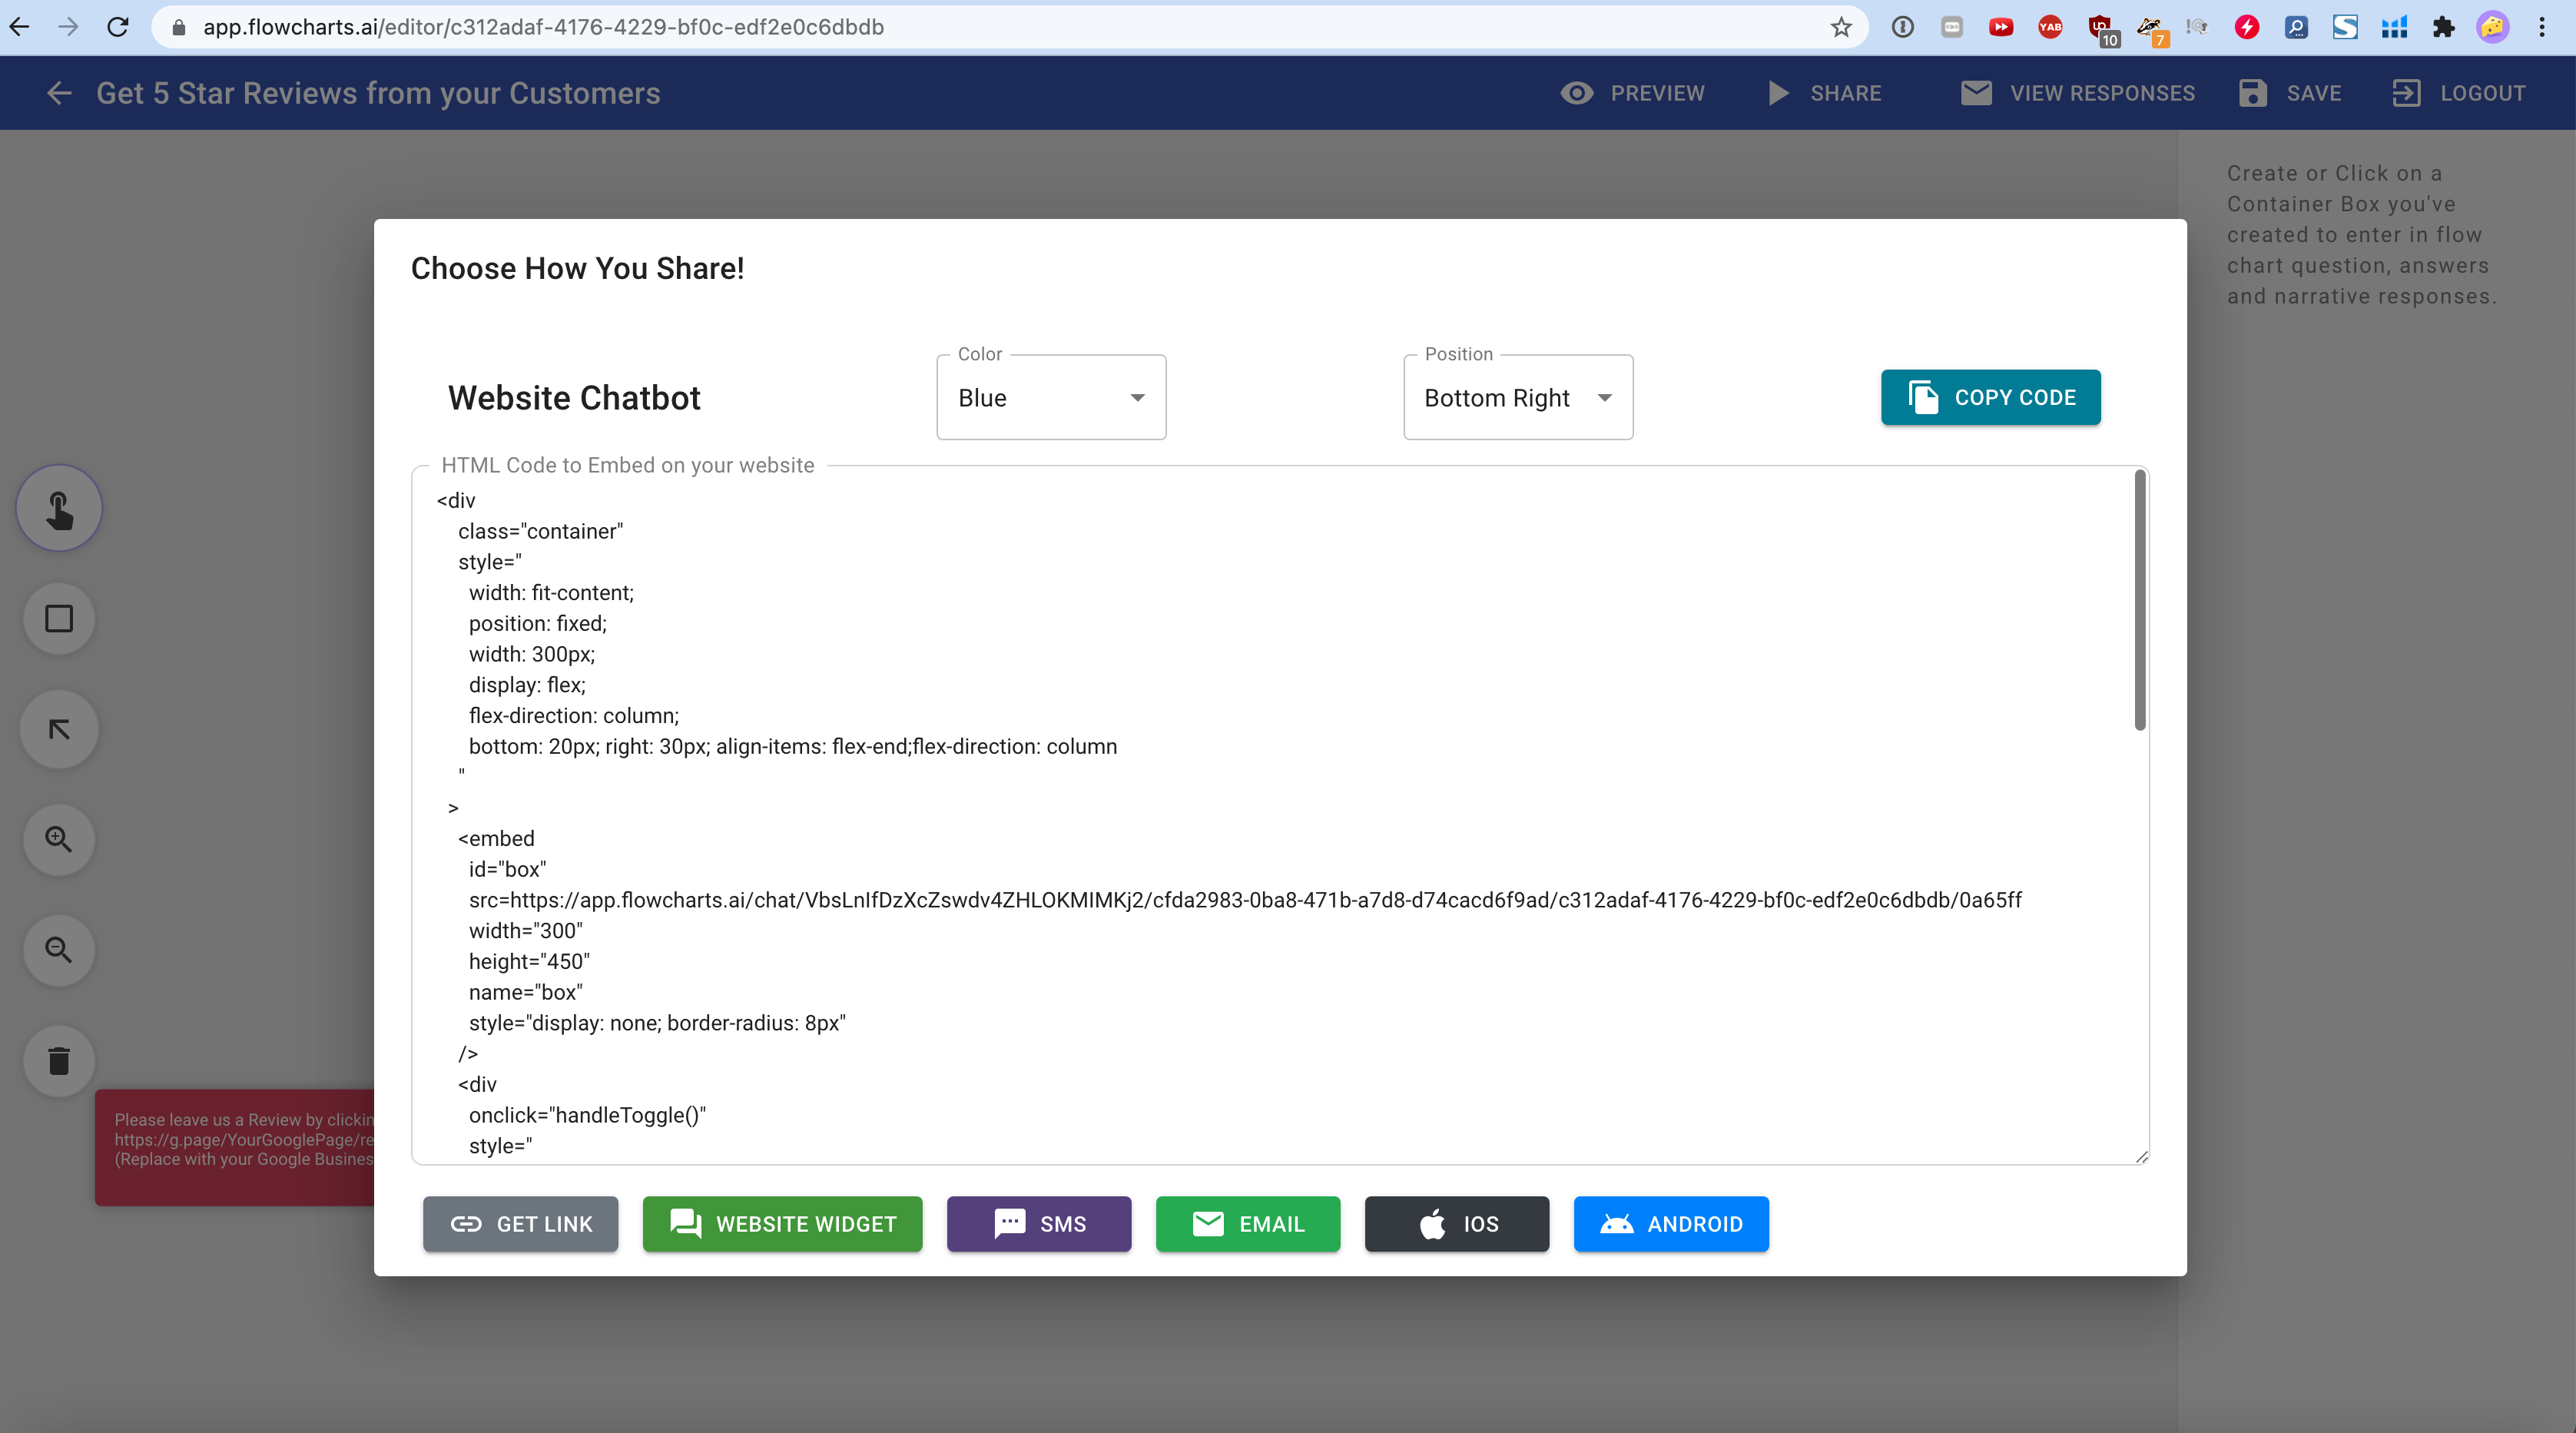 app.flowcharts.ai/editor/c312adaf-4176-4229-bf0c-edf2e0c6dbdb
YAB
10
7
Get 5 Star Reviews from your Customers
PREVIEW
SHARE
VIEW RESPONSES
SAVE
LOGOUT
Create or Click on a
Container Box you've
created to enter in flow
chart question, answers
and narrative responses.
Choose How You Share!
Website Chatbot
Color
Blue
Position
Bottom Right
COPY CODE
HTML Code to Embed on your website
<div
class="container"
style="
width: fit-content;
position: fixed;
width: 300px;
display: flex;
flex-direction: column;
bottom: 20px; right: 30px; align-items: flex-end;flex-direction: column
"
>
<embed
id="box"
src=https://app.flowcharts.ai/chat/VbsLnIfDzXcZswdv4ZHLOKMIMKj2/cfda2983-0ba8-471b-a7d8-d74cacd6f9ad/c312adaf-4176-4229-bf0c-edf2e0c6dbdb/0a65ff
width="300"
height="450"
name="box"
style="display: none; border-radius: 8px"
/>
<div
onclick="handleToggle()"
style="
Please leave us a Review by clickin
https://g.page/YourGooglePage/re
(Replace with your Google Busines
GET LINK
WEBSITE WIDGET
SMS
EMAIL
IOS
ANDROID